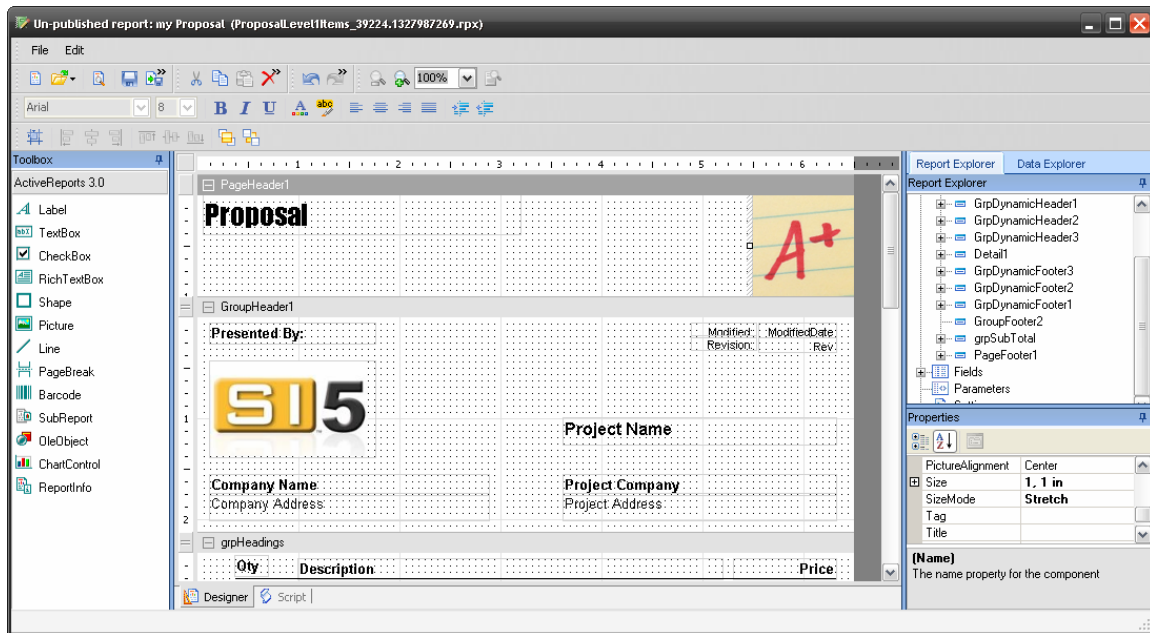 Un-published report: my Proposal (ProposalLevel1Items_39224.1327987269.rpx)
File Edit
100%
Arial 8 B I U A abc
Toolbox
ActiveReports 3.0
Label
TextBox
CheckBox
RichTextBox
Shape
Picture
Line
PageBreak
Barcode
SubReport
OleObject
ChartControl
ReportInfo
1 2 3 4 5 6
PageHeader1
Proposal
A+
GroupHeader1
Presented By:
Modified: ModifiedDate
Revision: Rev
SI5
1
Project Name
Company Name Project Company
Company Address Project Address
2
grpHeadings
Qty Description Price
Designer Script
Report Explorer Data Explorer
Report Explorer
GrpDynamicHeader1
GrpDynamicHeader2
GrpDynamicHeader3
Detail1
GrpDynamicFooter3
GrpDynamicFooter2
GrpDynamicFooter1
GroupFooter2
grpSubTotal
PageFooter1
Fields
Parameters
Properties
PictureAlignment Center
Size 1, 1 in
SizeMode Stretch
Tag
Title
(Name)
The name property for the component